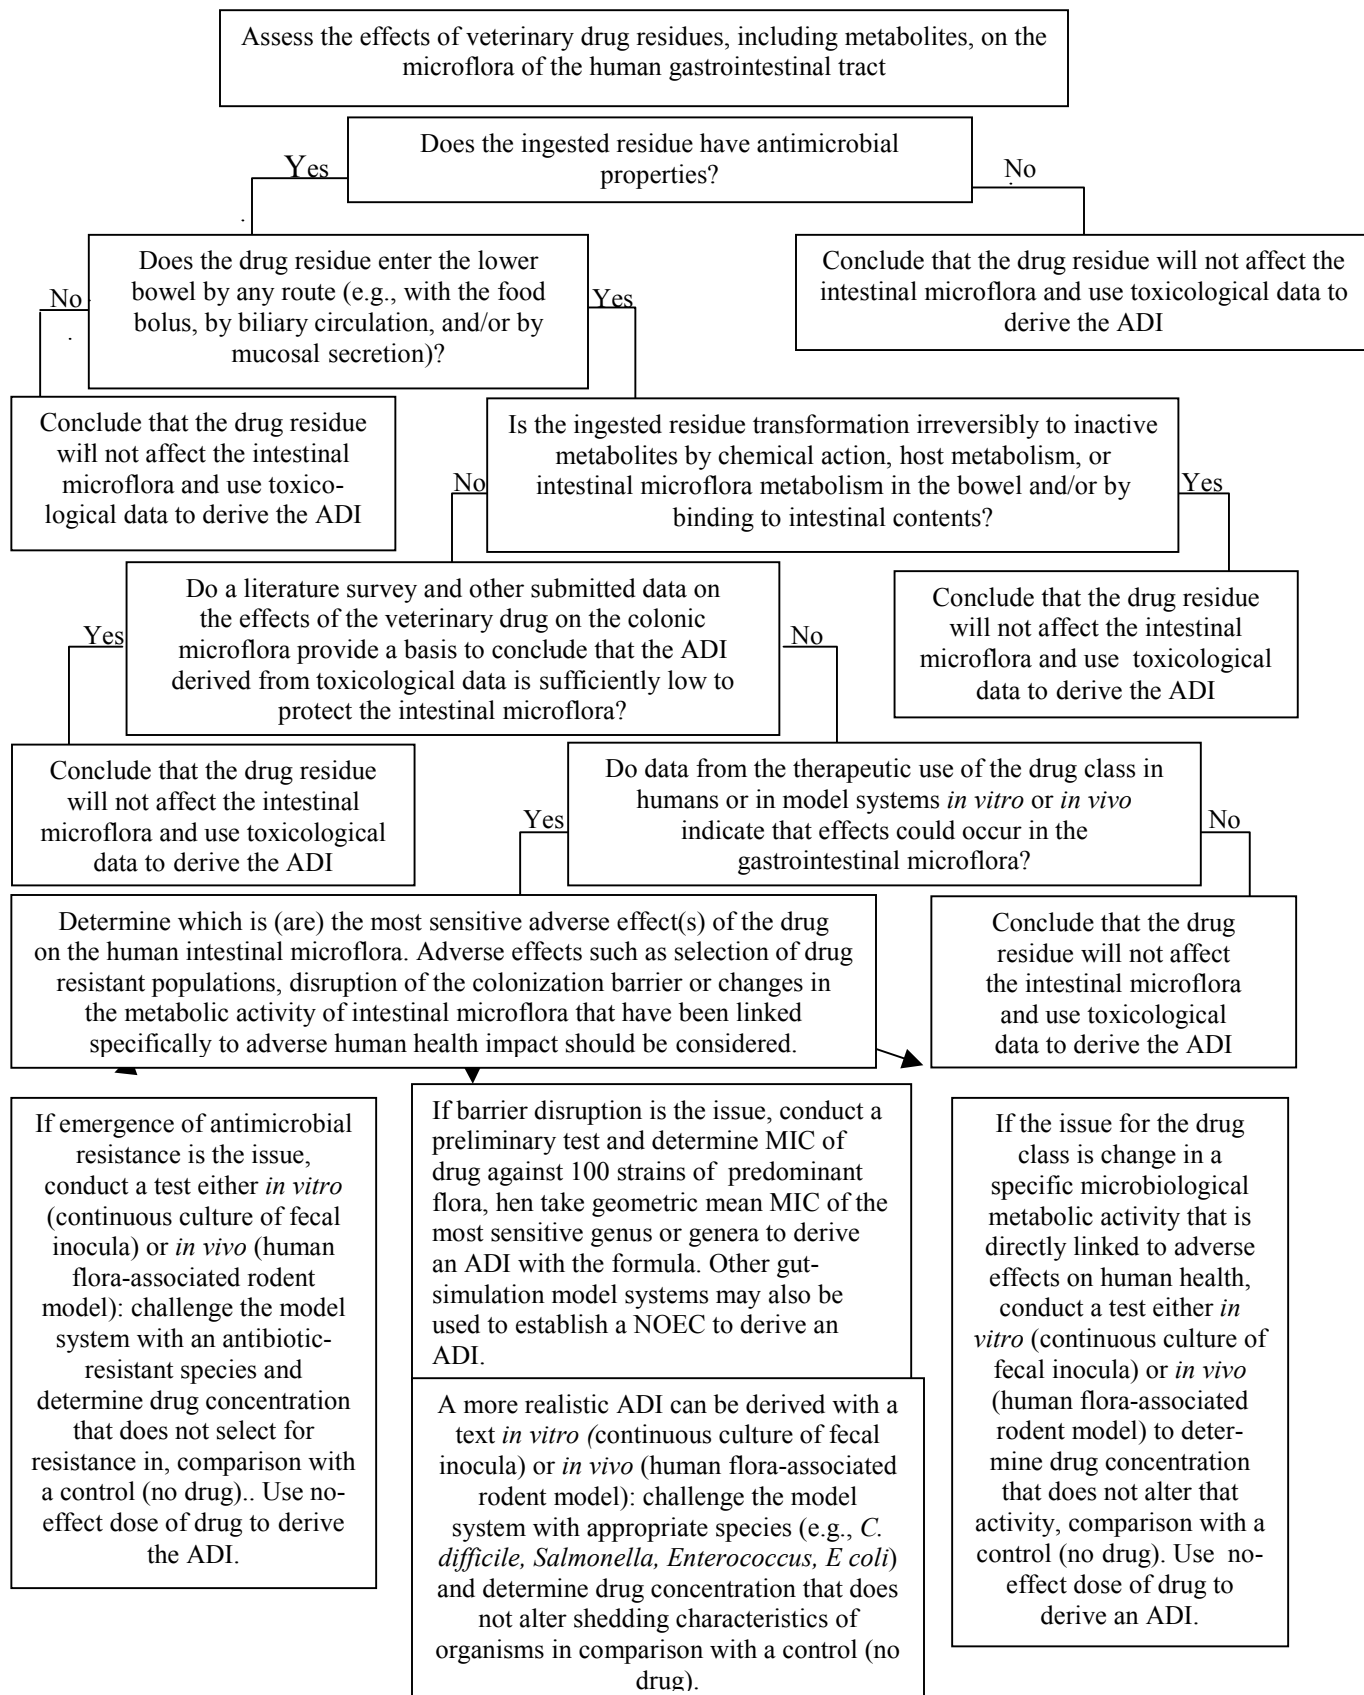 Assess the effects of veterinary drug residues, including metabolites, on the
microflora of the human gastrointestinal tract
Does the ingested residue have antimicrobial
properties?
Yes
No
Does the drug residue enter the lower
bowel by any route (e.g., with the food
bolus, by biliary circulation, and/or by
mucosal secretion)?
No
Yes
Conclude that the drug residue will not affect the
intestinal microflora and use toxicological data to
derive the ADI
Conclude that the drug residue
will not affect the intestinal
microflora and use toxico-
logical data to derive the ADI
Is the ingested residue transformation irreversibly to inactive
metabolites by chemical action, host metabolism, or
intestinal microflora metabolism in the bowel and/or by
binding to intestinal contents?
No
Yes
Do a literature survey and other submitted data on
the effects of the veterinary drug on the colonic
microflora provide a basis to conclude that the ADI
derived from toxicological data is sufficiently low to
protect the intestinal microflora?
Yes
No
Conclude that the drug residue
will not affect the intestinal
microflora and use toxicological
data to derive the ADI
Conclude that the drug residue
will not affect the intestinal
microflora and use toxicological
data to derive the ADI
Do data from the therapeutic use of the drug class in
humans or in model systems in vitro or in vivo
indicate that effects could occur in the
gastrointestinal microflora?
Yes
No
Determine which is (are) the most sensitive adverse effect(s) of the drug
on the human intestinal microflora. Adverse effects such as selection of drug
resistant populations, disruption of the colonization barrier or changes in
the metabolic activity of intestinal microflora that have been linked
specifically to adverse human health impact should be considered.
Conclude that the drug
residue will not affect
the intestinal microflora
and use toxicological
data to derive the ADI
If emergence of antimicrobial
resistance is the issue,
conduct a test either in vitro
(continuous culture of fecal
inocula) or in vivo (human
flora-associated rodent
model): challenge the model
system with an antibiotic-
resistant species and
determine drug concentration
that does not select for
resistance in, comparison with
a control (no drug).. Use no-
effect dose of drug to derive
the ADI.
If barrier disruption is the issue, conduct a
preliminary test and determine MIC of
drug against 100 strains of predominant
flora, hen take geometric mean MIC of the
most sensitive genus or genera to derive
an ADI with the formula. Other gut-
simulation model systems may also be
used to establish a NOEC to derive an
ADI.
A more realistic ADI can be derived with a
text in vitro (continuous culture of fecal
inocula) or in vivo (human flora-associated
rodent model): challenge the model
system with appropriate species (e.g., C.
difficile, Salmonella, Enterococcus, E coli)
and determine drug concentration that does
not alter shedding characteristics of
organisms in comparison with a control (no
drug).
If the issue for the drug
class is change in a
specific microbiological
metabolic activity that is
directly linked to adverse
effects on human health,
conduct a test either in
vitro (continuous culture of
fecal inocula) or in vivo
(human flora-associated
rodent model) to deter-
mine drug concentration
that does not alter that
activity, comparison with a
control (no drug). Use no-
effect dose of drug to
derive an ADI.